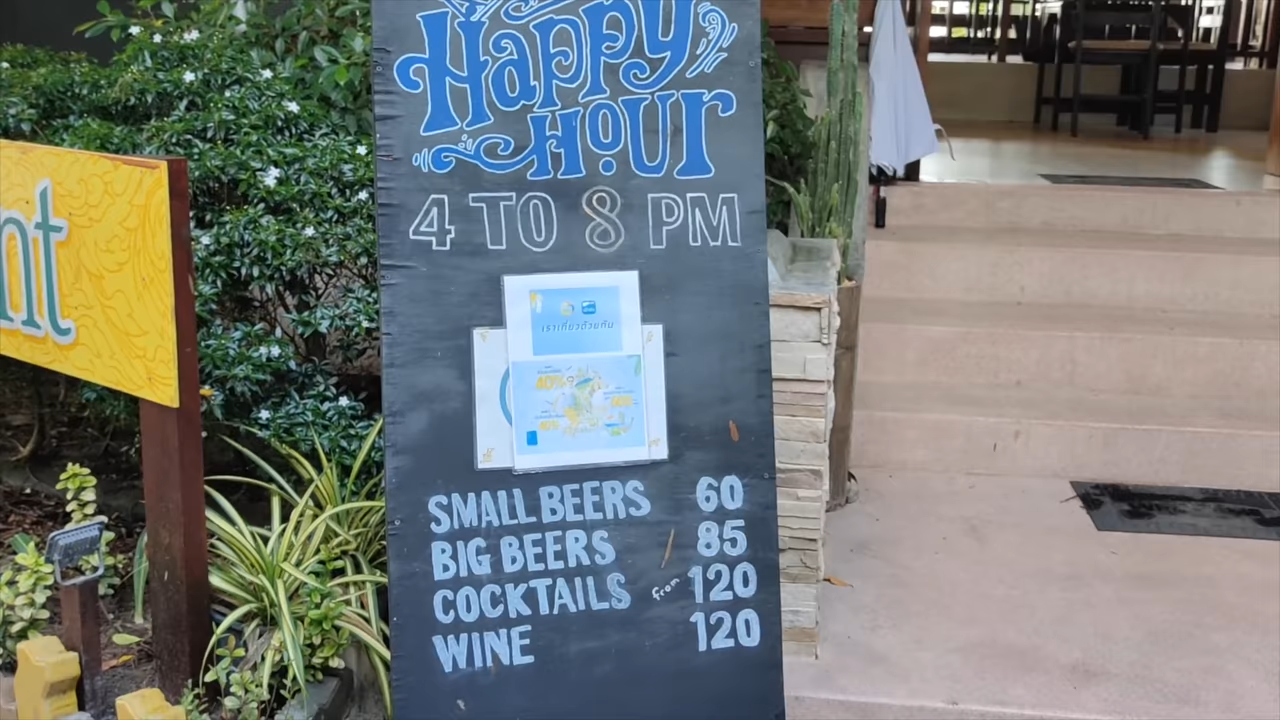 Happy
HOUR
4 TO 8 PM
nt
เราเที่ยวด้วยกัน
40%
SMALL BEERS 60
BIG BEERS 85
COCKTAILS from 120
WINE 120